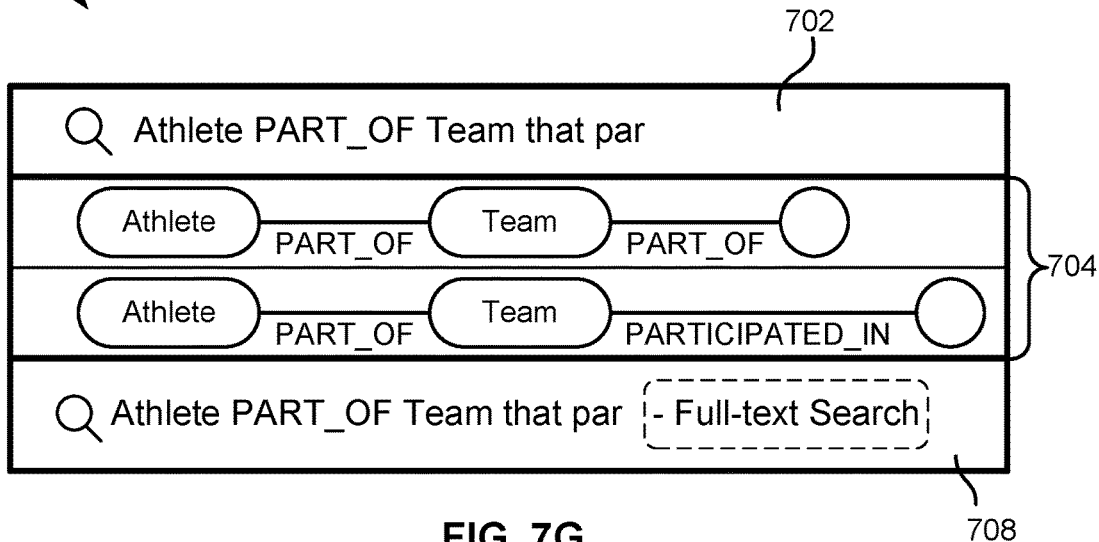 702
Athlete PART_OF Team that par
Athlete PART_OF Team PART_OF
704
Athlete PART_OF Team PARTICIPATED_IN
Athlete PART_OF Team that par - Full-text Search
708
FIG. 7G